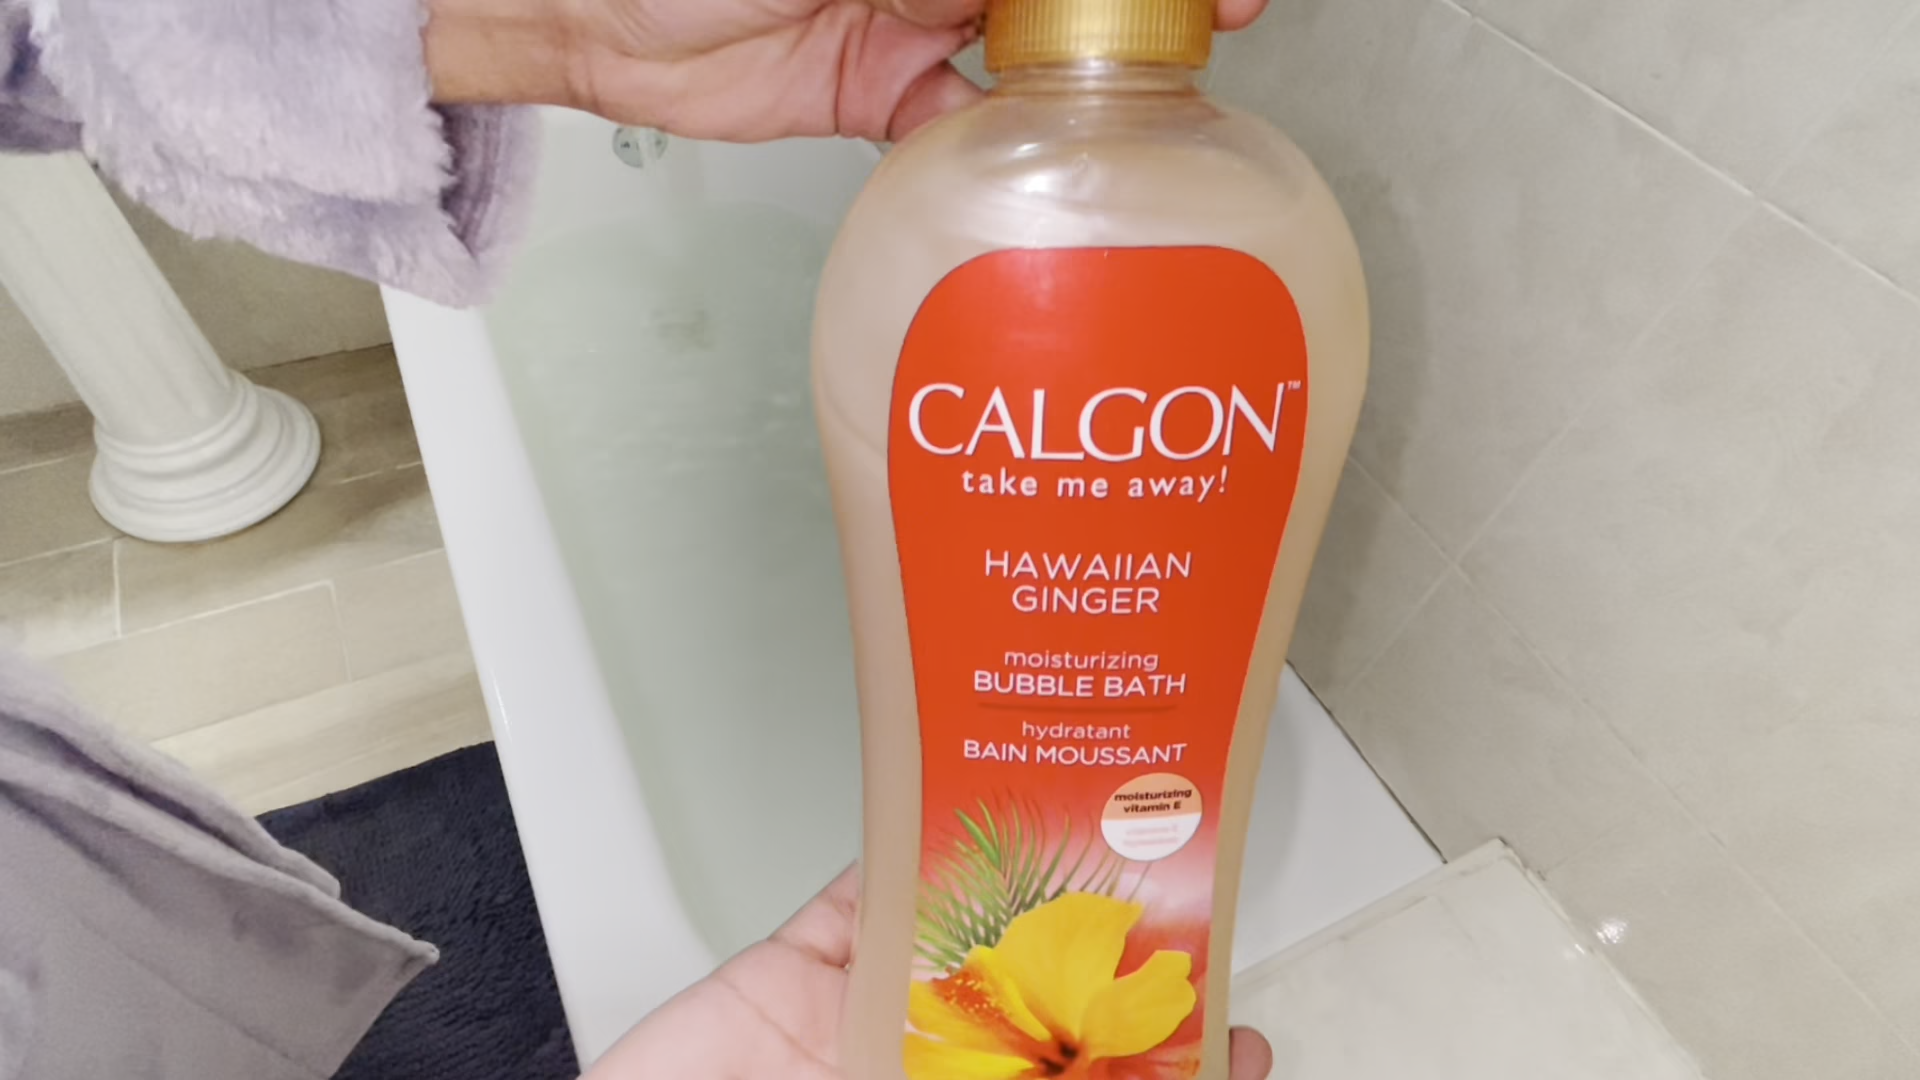 CALGON™
take me away!
HAWAIIAN
GINGER
moisturizing
BUBBLE BATH
hydratant
BAIN MOUSSANT
moisturizing
vitamin E